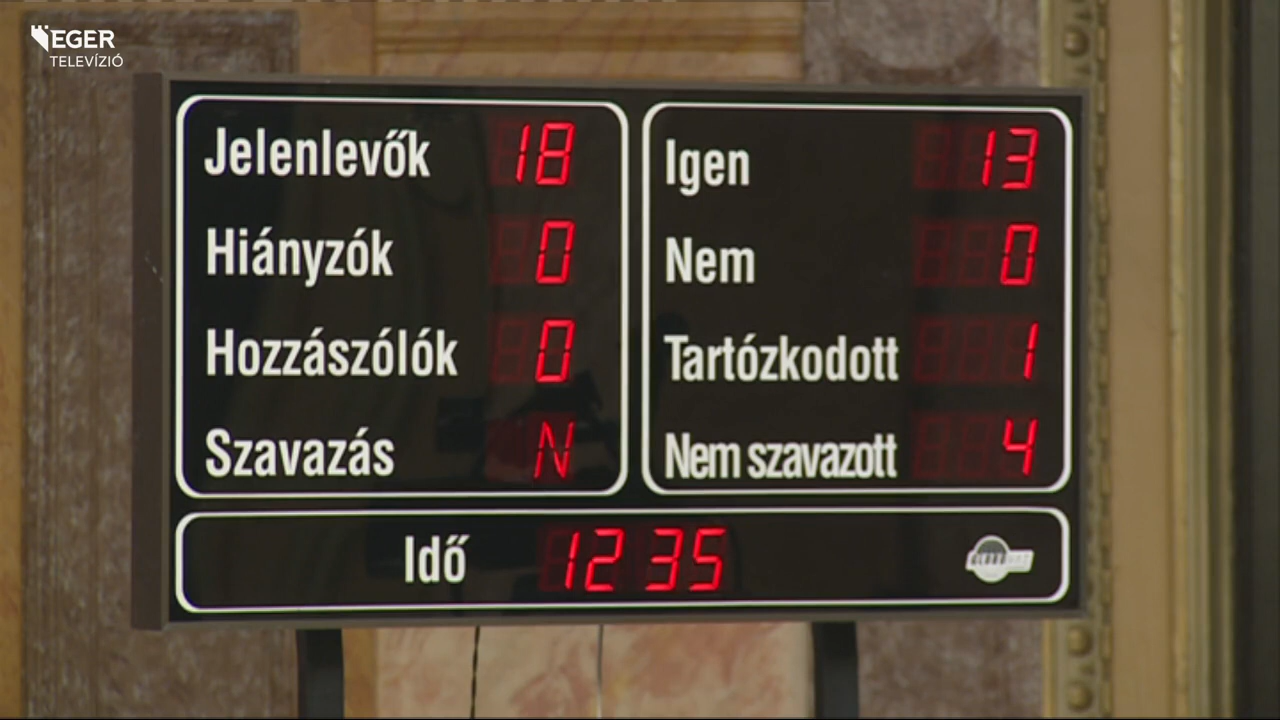 EGER
TELEVÍZIÓ
Jelenlevők 18
Hiányzók 0
Hozzászólók 0
Szavazás N
Igen 13
Nem 0
Tartózkodott 1
Nem szavazott 4
Idő 12 35